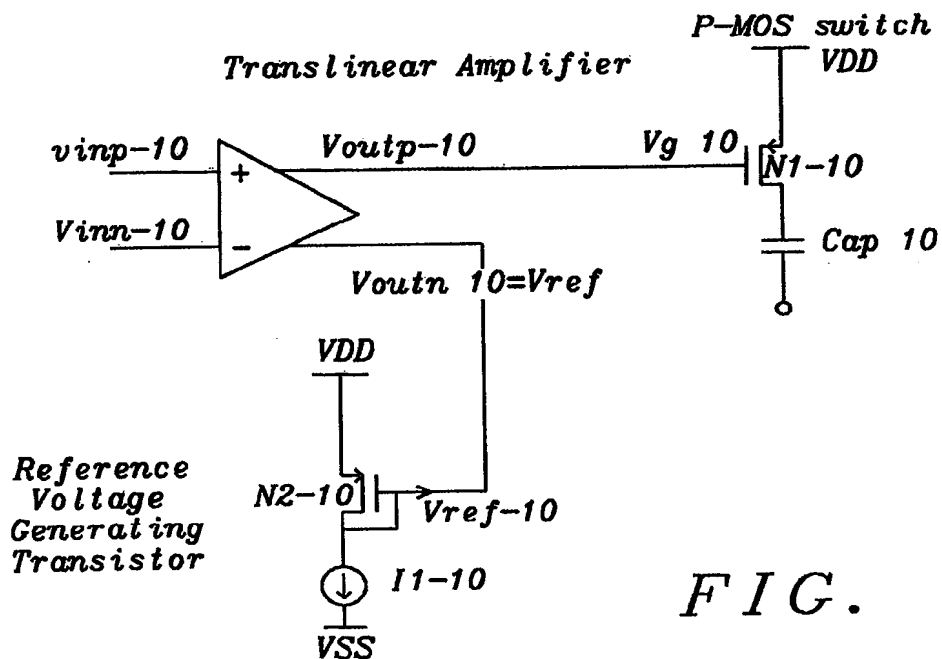 P-MOS switch
VDD
Translinear Amplifier
vinp-10
Voutp-10
Vg 10
N1-10
+
Vinn-10
-
Cap 10
Voutn 10=Vref
VDD
Reference
Voltage
Generating
Transistor
N2-10
Vref-10
I1-10
VSS
FIG.